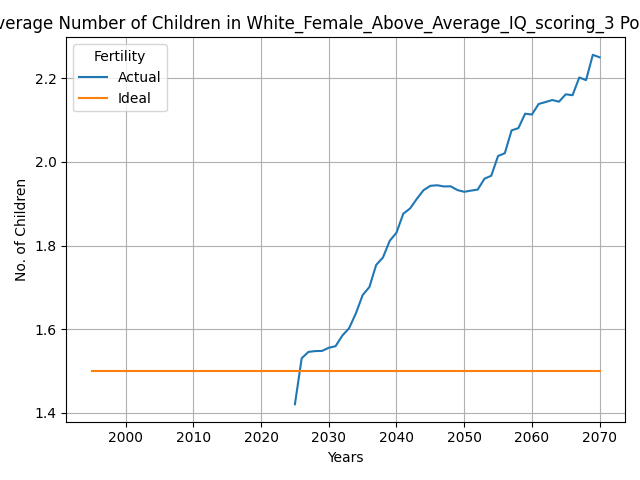 verage Number of Children in White_Female_Above_Average_IQ_scoring_3 Po
Fertility
Actual
Ideal
2.2
2.0
1.8
1.6
1.4
No. of Children
2000 2010 2020 2030 2040 2050 2060 2070
Years